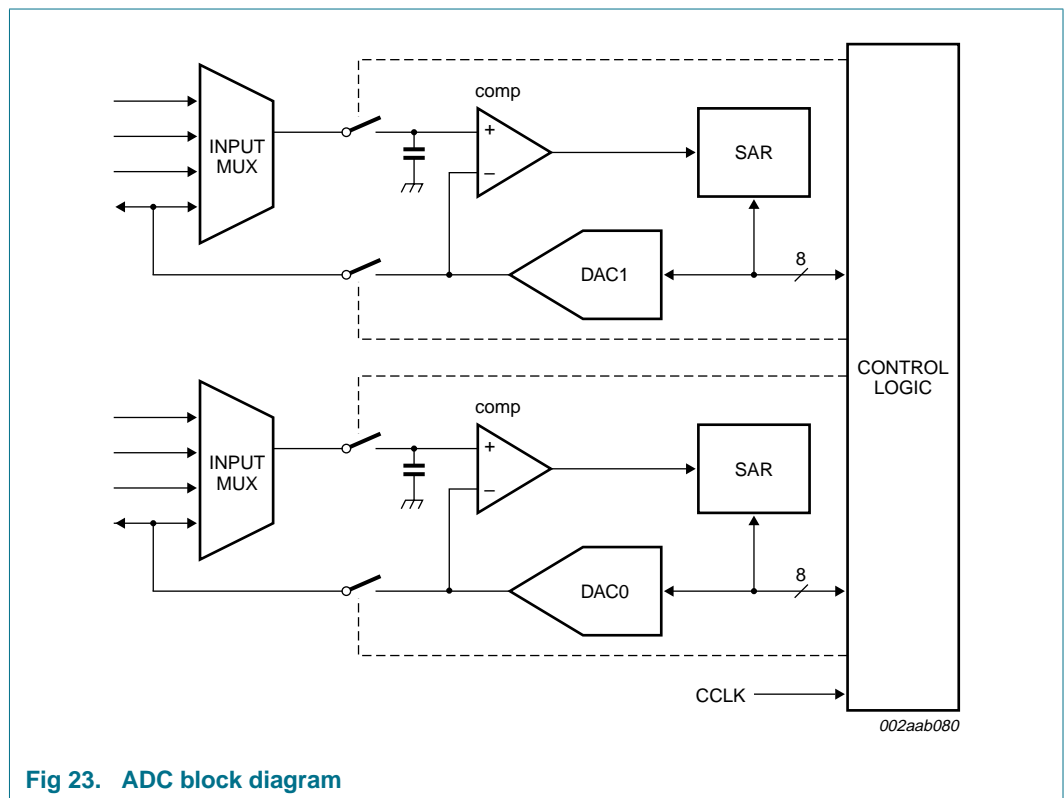 comp
INPUT
MUX
+
–
SAR
DAC1
8
CONTROL
LOGIC
comp
INPUT
MUX
+
–
SAR
DAC0
8
CCLK
002aab080
Fig 23. ADC block diagram